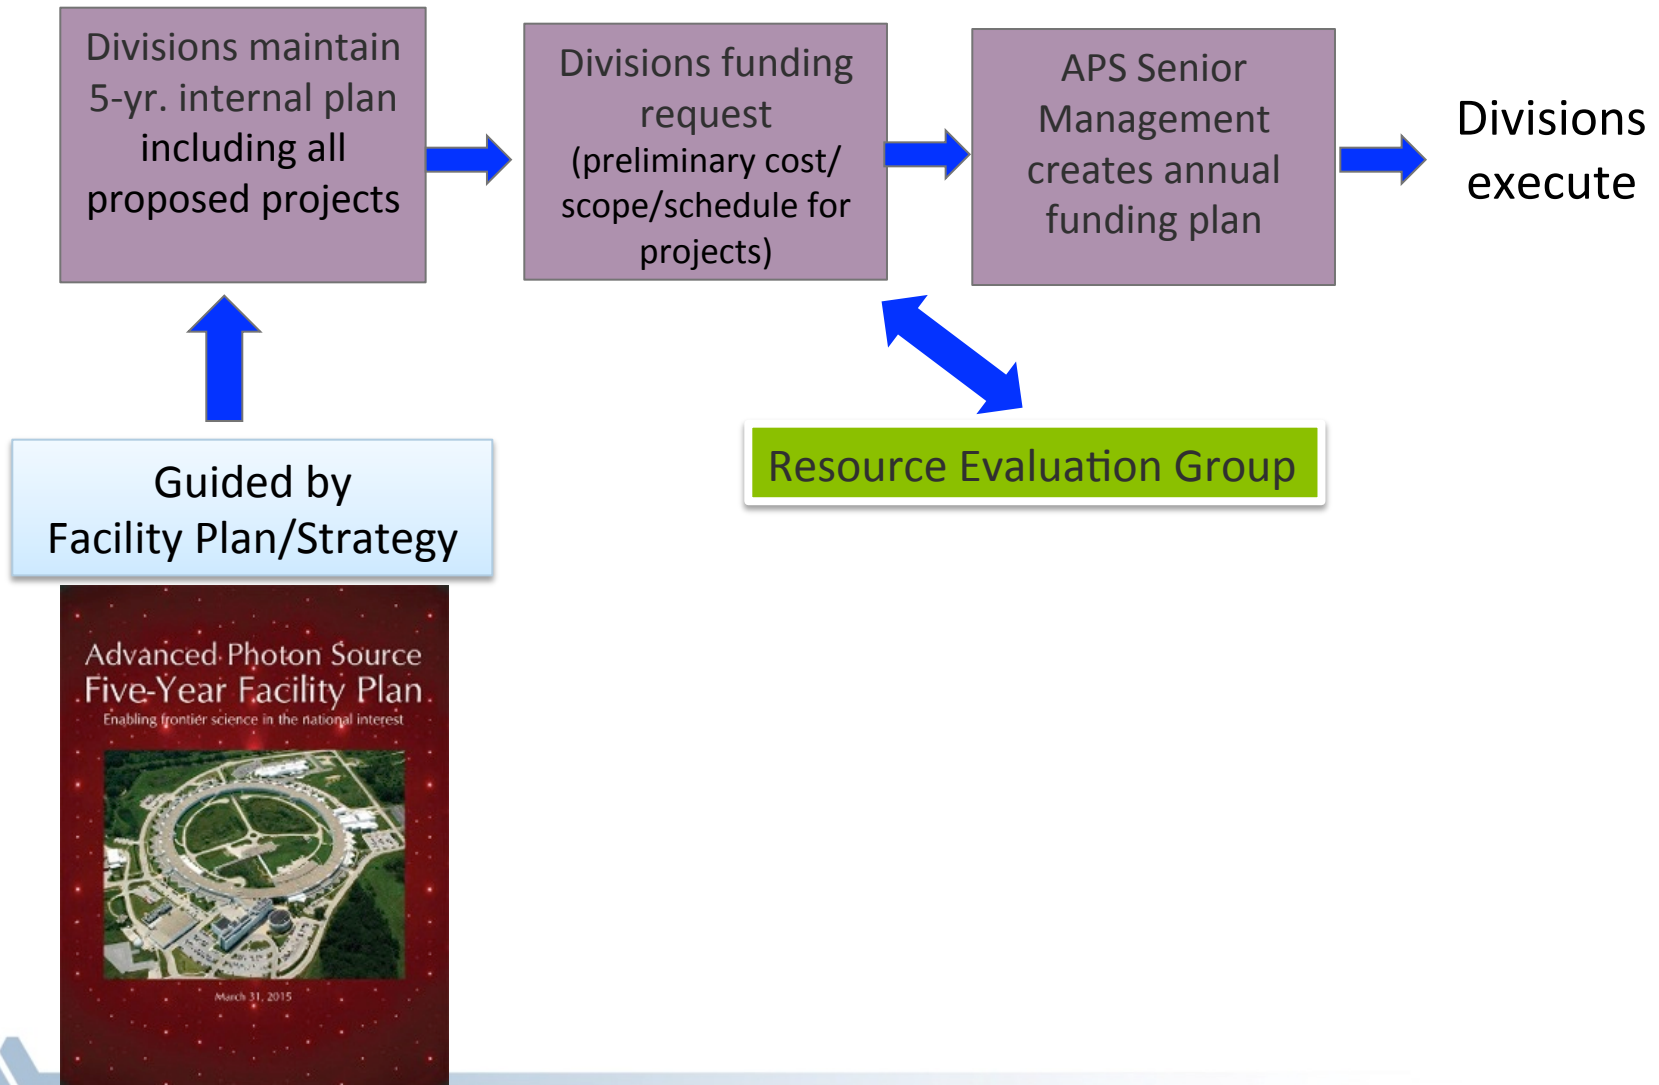 Divisions maintain
5-yr. internal plan
including all
proposed projects
Divisions funding
request
(preliminary cost/
scope/schedule for
projects)
APS Senior
Management
creates annual
funding plan
Divisions
execute
Resource Evaluation Group
Guided by
Facility Plan/Strategy
Advanced Photon Source
Five-Year Facility Plan
Enabling frontier science in the national interest
March 31, 2015